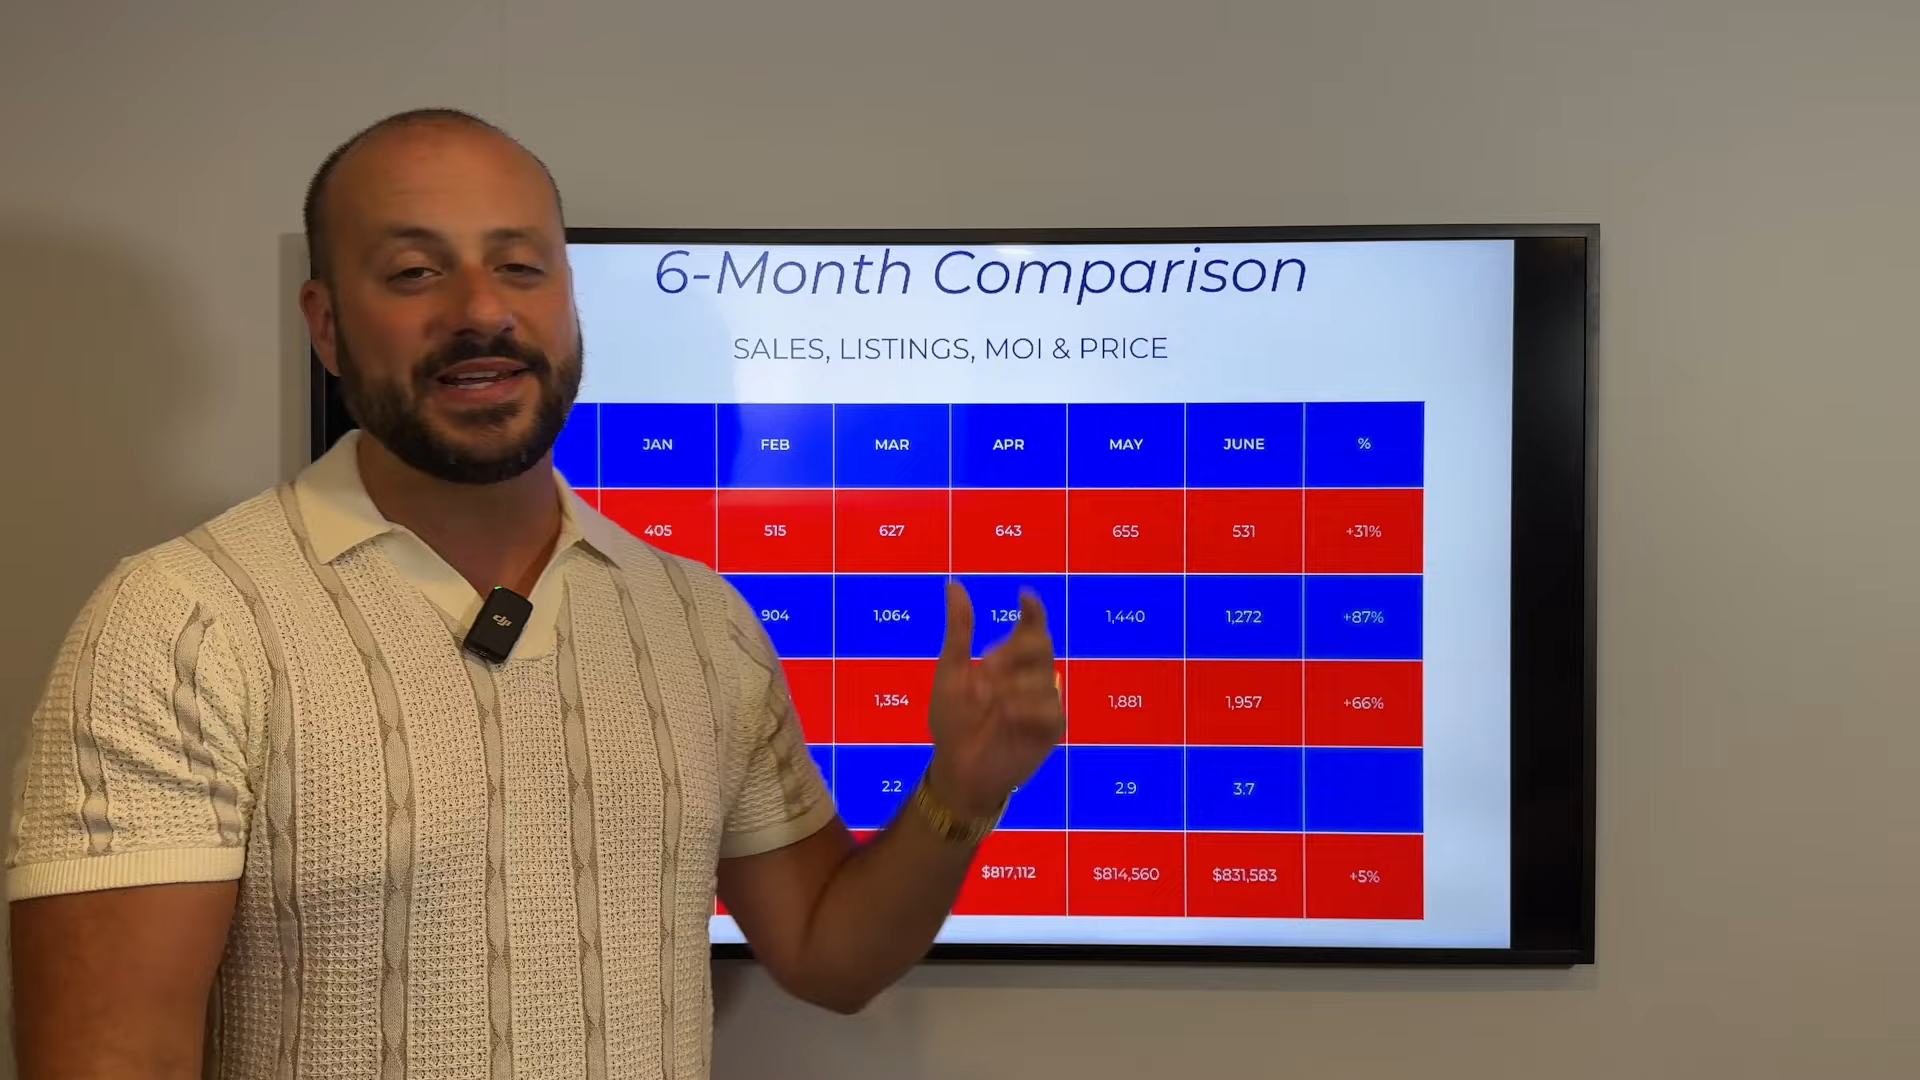 6-Month Comparison
SALES, LISTINGS, MOI & PRICE
JAN FEB MAR APR MAY JUNE %
405 515 627 643 655 531 +31%
904 1,064 1,440 1,272 +87%
1,354 1,881 1,957 +66%
2.2 2.9 3.7
$817,112 $814,560 $831,583 +5%
dji